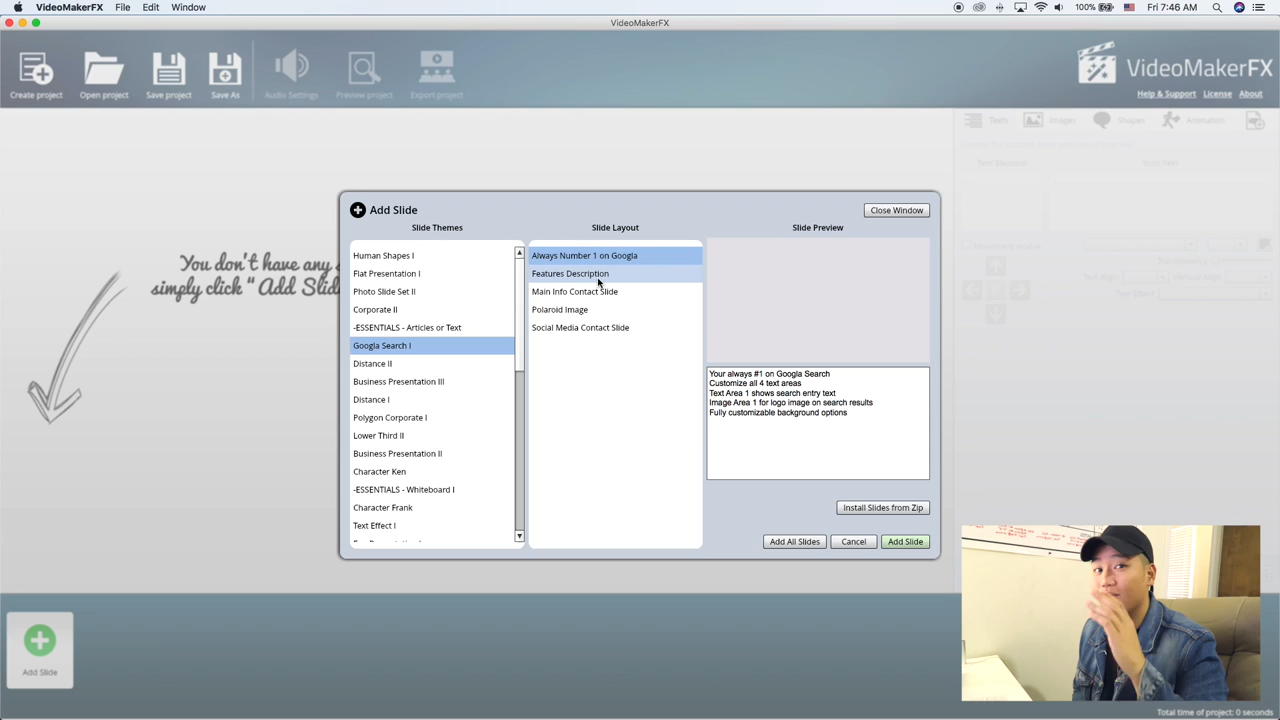 VideoMakerFX File Edit Window
100% Fri 7:46 AM
VideoMakerFX
Create project
Open project
Save project
Save As
Audio Settings
Preview project
Export project
VideoMakerFX
Help & Support License About
Texts
Images
Shapes
Animation
You don't have any s
simply click "Add Slid
Add Slide
Close Window
Slide Themes
Slide Layout
Slide Preview
Human Shapes I
Flat Presentation I
Photo Slide Set II
Corporate II
-ESSENTIALS - Articles or Text
Googla Search I
Distance II
Business Presentation III
Distance I
Polygon Corporate I
Lower Third II
Business Presentation II
Character Ken
-ESSENTIALS - Whiteboard I
Character Frank
Text Effect I
Always Number 1 on Googla
Features Description
Main Info Contact Slide
Polaroid Image
Social Media Contact Slide
Your always #1 on Googla Search
Customize all 4 text areas
Text Area 1 shows search entry text
Image Area 1 for logo image on search results
Fully customizable background options
Install Slides from Zip
Add All Slides
Cancel
Add Slide
Add Slide
Total time of project: 0 seconds